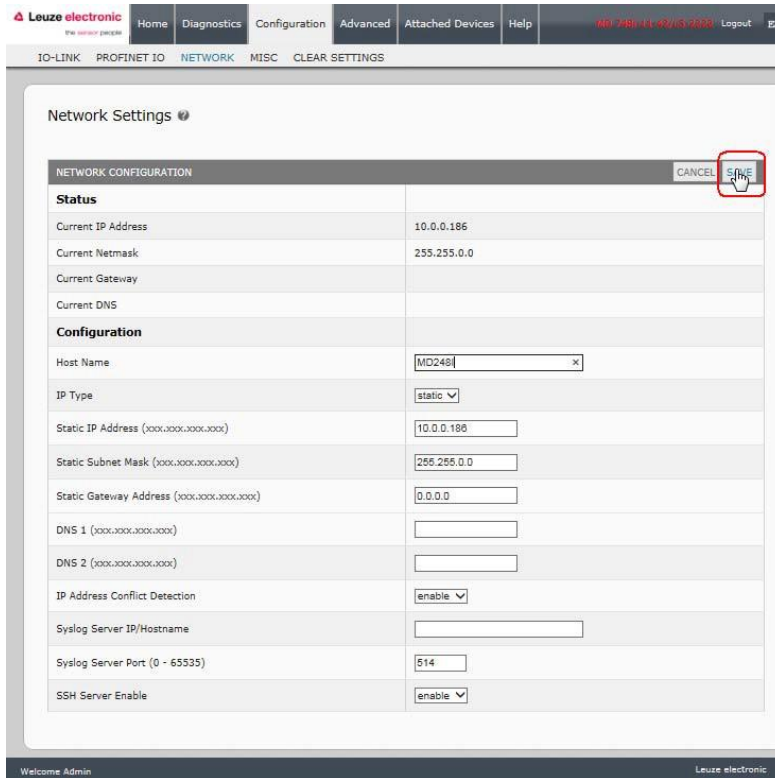 Leuze electronic
the sensor people
Home Diagnostics Configuration Advanced Attached Devices Help Logout
IO-LINK PROFINET IO NETWORK MISC CLEAR SETTINGS
Network Settings
NETWORK CONFIGURATION CANCEL SAVE
Status
Current IP Address 10.0.0.186
Current Netmask 255.255.0.0
Current Gateway
Current DNS
Configuration
Host Name MD248I ×
IP Type static
Static IP Address (xxx.xxx.xxx.xxx) 10.0.0.186
Static Subnet Mask (xxx.xxx.xxx.xxx) 255.255.0.0
Static Gateway Address (xxx.xxx.xxx.xxx) 0.0.0.0
DNS 1 (xxx.xxx.xxx.xxx)
DNS 2 (xxx.xxx.xxx.xxx)
IP Address Conflict Detection enable
Syslog Server IP/Hostname
Syslog Server Port (0 - 65535) 514
SSH Server Enable enable
Welcome Admin Leuze electronic